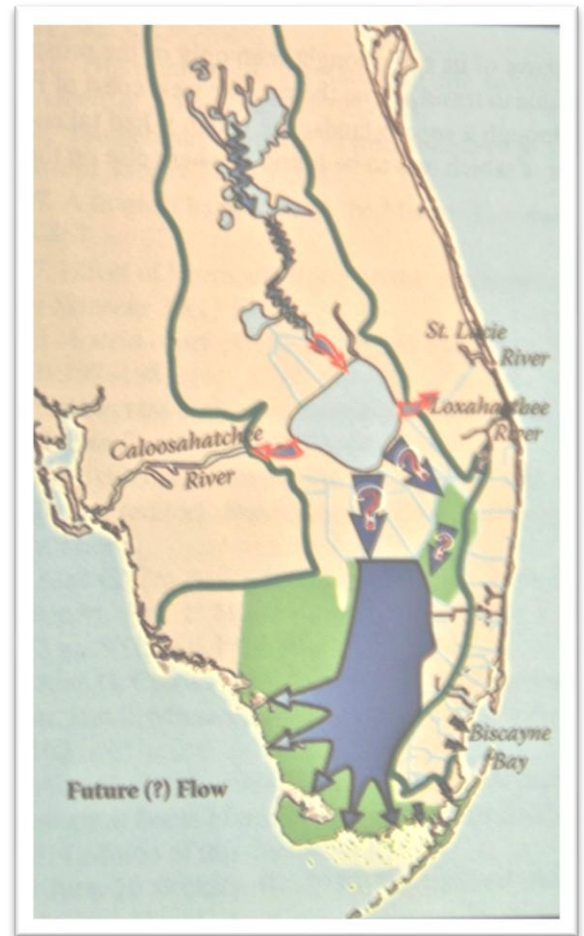 St. Lucie
River
Loxahatchee
River
Caloosahatchee
River
?
?
?
Biscayne
Bay
Future (?) Flow